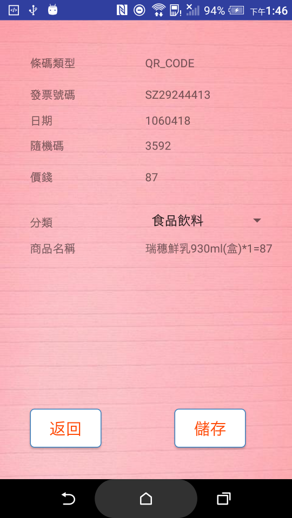 94% 下午1:46
條碼類型 QR_CODE
發票號碼 SZ29244413
日期 1060418
隨機碼 3592
價錢 87
分類 食品飲料
商品名稱 瑞穗鮮乳930ml(盒)*1=87
返回 儲存